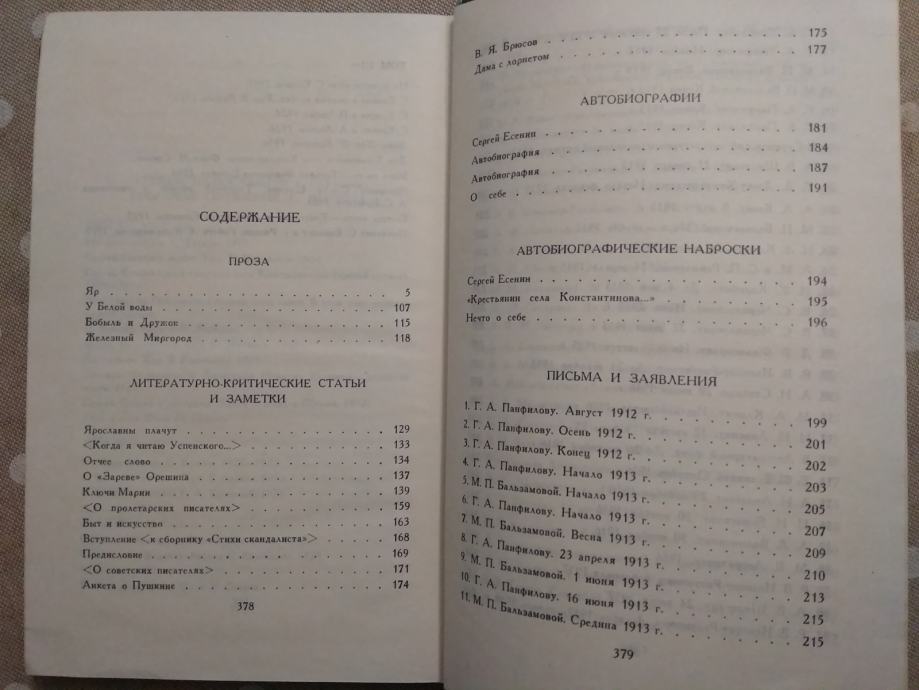 СОДЕРЖАНИЕ
ПРОЗА
Яр . . . . . . . . . . . . . . . . . 5
У Белой воды . . . . . . . . . . . . . . 107
Бобыль и Дружок . . . . . . . . . . . . . 115
Железный Миргород . . . . . . . . . . . . 118
ЛИТЕРАТУРНО-КРИТИЧЕСКИЕ СТАТЬИ
И ЗАМЕТКИ
Ярославны плачут . . . . . . . . . . . . 129
<Когда я читаю Успенского...> . . . . . . . . 133
Отчее слово . . . . . . . . . . . . . . 134
О «Зареве» Орешина . . . . . . . . . . . 137
Ключи Марии . . . . . . . . . . . . . . 139
<О пролетарских писателях> . . . . . . . . . 159
Быт и искусство . . . . . . . . . . . . . 163
Вступление <к сборнику «Стихи скандалиста»> . . . . 168
Предисловие . . . . . . . . . . . . . . 169
<О советских писателях> . . . . . . . . . . 171
Анкета о Пушкине . . . . . . . . . . . . 174
378
В. Я. Брюсов . . . . . . . . . . . . . . 175
Дама с лорнетом . . . . . . . . . . . . . 177
АВТОБИОГРАФИИ
Сергей Есенин . . . . . . . . . . . . . . 181
Автобиография . . . . . . . . . . . . . . 184
Автобиография . . . . . . . . . . . . . . 187
О себе . . . . . . . . . . . . . . . . 191
АВТОБИОГРАФИЧЕСКИЕ НАБРОСКИ
Сергей Есенин . . . . . . . . . . . . . . 194
«Крестьянин села Константинова...» . . . . . . . 195
Нечто о себе . . . . . . . . . . . . . . 196
ПИСЬМА И ЗАЯВЛЕНИЯ
1. Г. А. Панфилову. Август 1912 г. . . . . . . . . 199
2. Г. А. Панфилову. Осень 1912 г. . . . . . . . . 201
3. Г. А. Панфилову. Конец 1912 г. . . . . . . . . 202
4. Г. А. Панфилову. Начало 1913 г. . . . . . . . . 203
5. М. П. Бальзамовой. Начало 1913 г. . . . . . . . 205
6. Г. А. Панфилову. Начало 1913 г. . . . . . . . . 207
7. М. П. Бальзамовой. Весна 1913 г. . . . . . . . . 209
8. Г. А. Панфилову. 23 апреля 1913 г. . . . . . . . 210
9. М. П. Бальзамовой. 1 июня 1913 г. . . . . . . . 213
10. Г. А. Панфилову. 16 июня 1913 г. . . . . . . . 215
11. М. П. Бальзамовой. Средина 1913 г. . . . . . . . 215
379